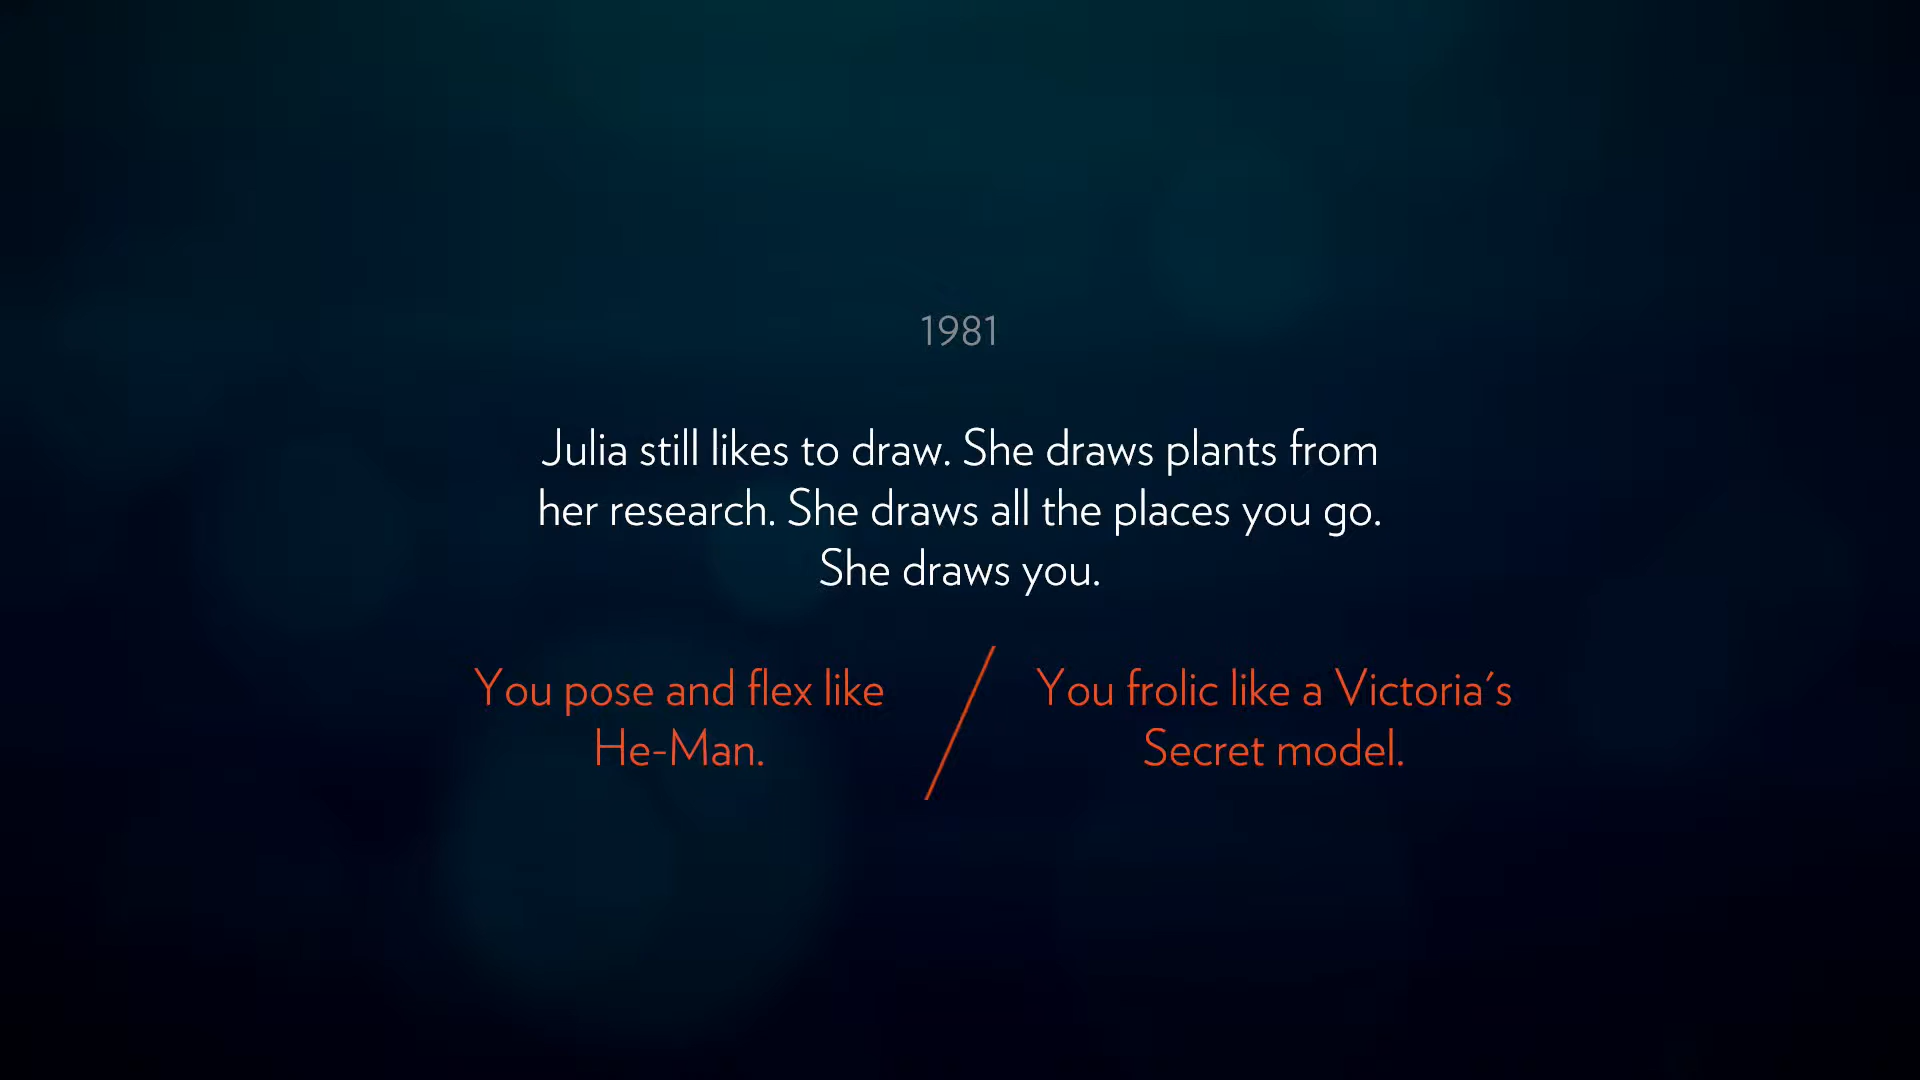 1981
Julia still likes to draw. She draws plants from
her research. She draws all the places you go.
She draws you.
You pose and flex like
He-Man.
You frolic like a Victoria's
Secret model.